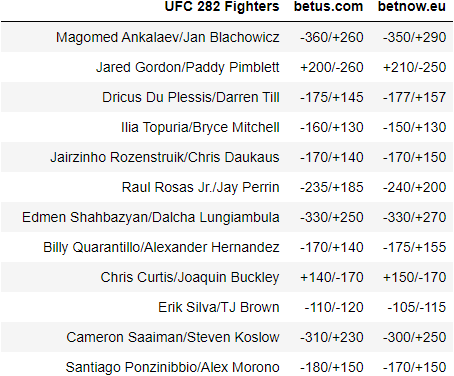 UFC 282 Fighters betus.com betnow.eu
Magomed Ankalaev/Jan Blachowicz -360/+260 -350/+290
Jared Gordon/Paddy Pimblett +200/-260 +210/-250
Dricus Du Plessis/Darren Till -175/+145 -177/+157
Ilia Topuria/Bryce Mitchell -160/+130 -150/+130
Jairzinho Rozenstruik/Chris Daukaus -170/+140 -170/+150
Raul Rosas Jr./Jay Perrin -235/+185 -240/+200
Edmen Shahbazyan/Dalcha Lungiambula -330/+250 -330/+270
Billy Quarantillo/Alexander Hernandez -170/+140 -175/+155
Chris Curtis/Joaquin Buckley +140/-170 +150/-170
Erik Silva/TJ Brown -110/-120 -105/-115
Cameron Saaiman/Steven Koslow -310/+230 -300/+250
Santiago Ponzinibbio/Alex Morono -180/+150 -170/+150